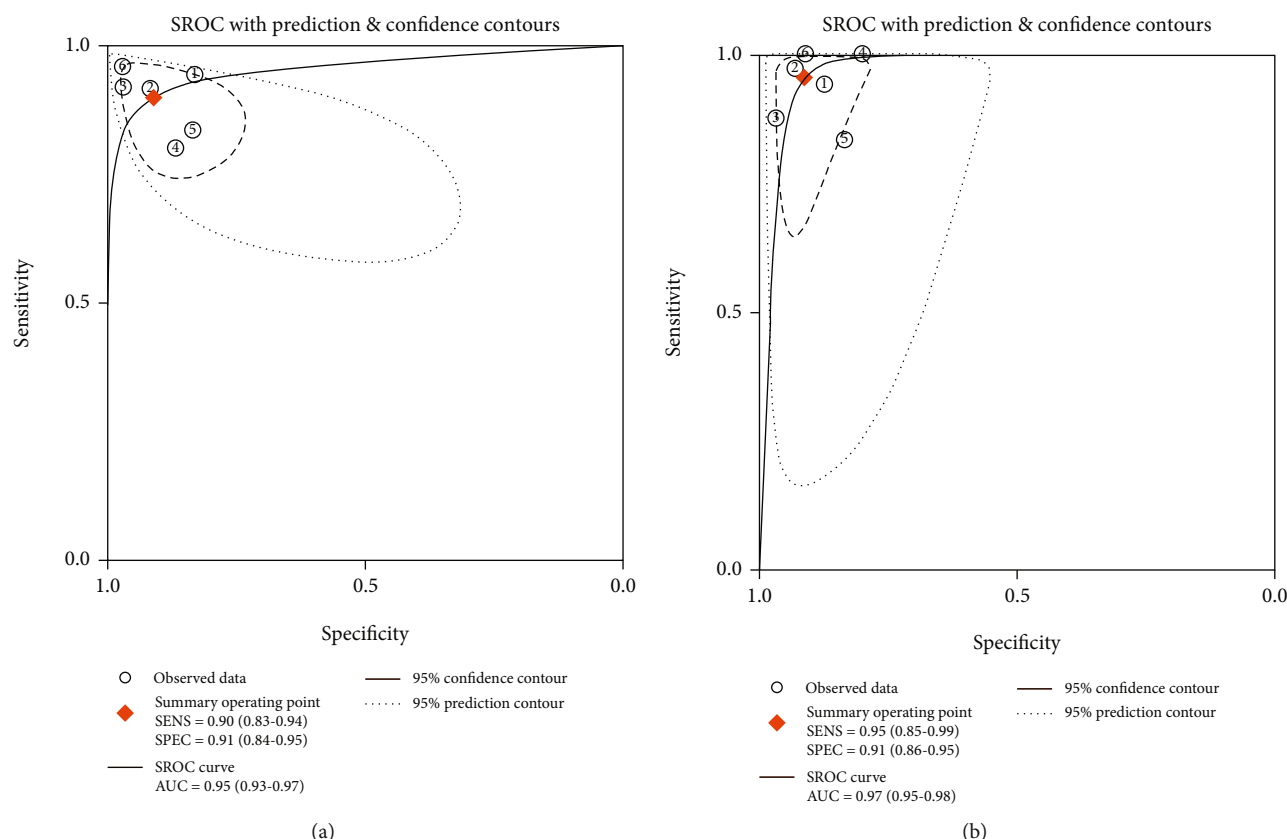 SROC with prediction & confidence contours
1.0
0.5
0.0
Sensitivity
6
1
3
2
5
4
1.0
0.5
0.0
Specificity
Observed data
Summary operating point
SENS = 0.90 (0.83-0.94)
SPEC = 0.91 (0.84-0.95)
SROC curve
AUC = 0.95 (0.93-0.97)
95% confidence contour
95% prediction contour
(a)
SROC with prediction & confidence contours
1.0
0.5
0.0
Sensitivity
6
4
2
1
3
5
1.0
0.5
0.0
Specificity
Observed data
Summary operating point
SENS = 0.95 (0.85-0.99)
SPEC = 0.91 (0.86-0.95)
SROC curve
AUC = 0.97 (0.95-0.98)
95% confidence contour
95% prediction contour
(b)